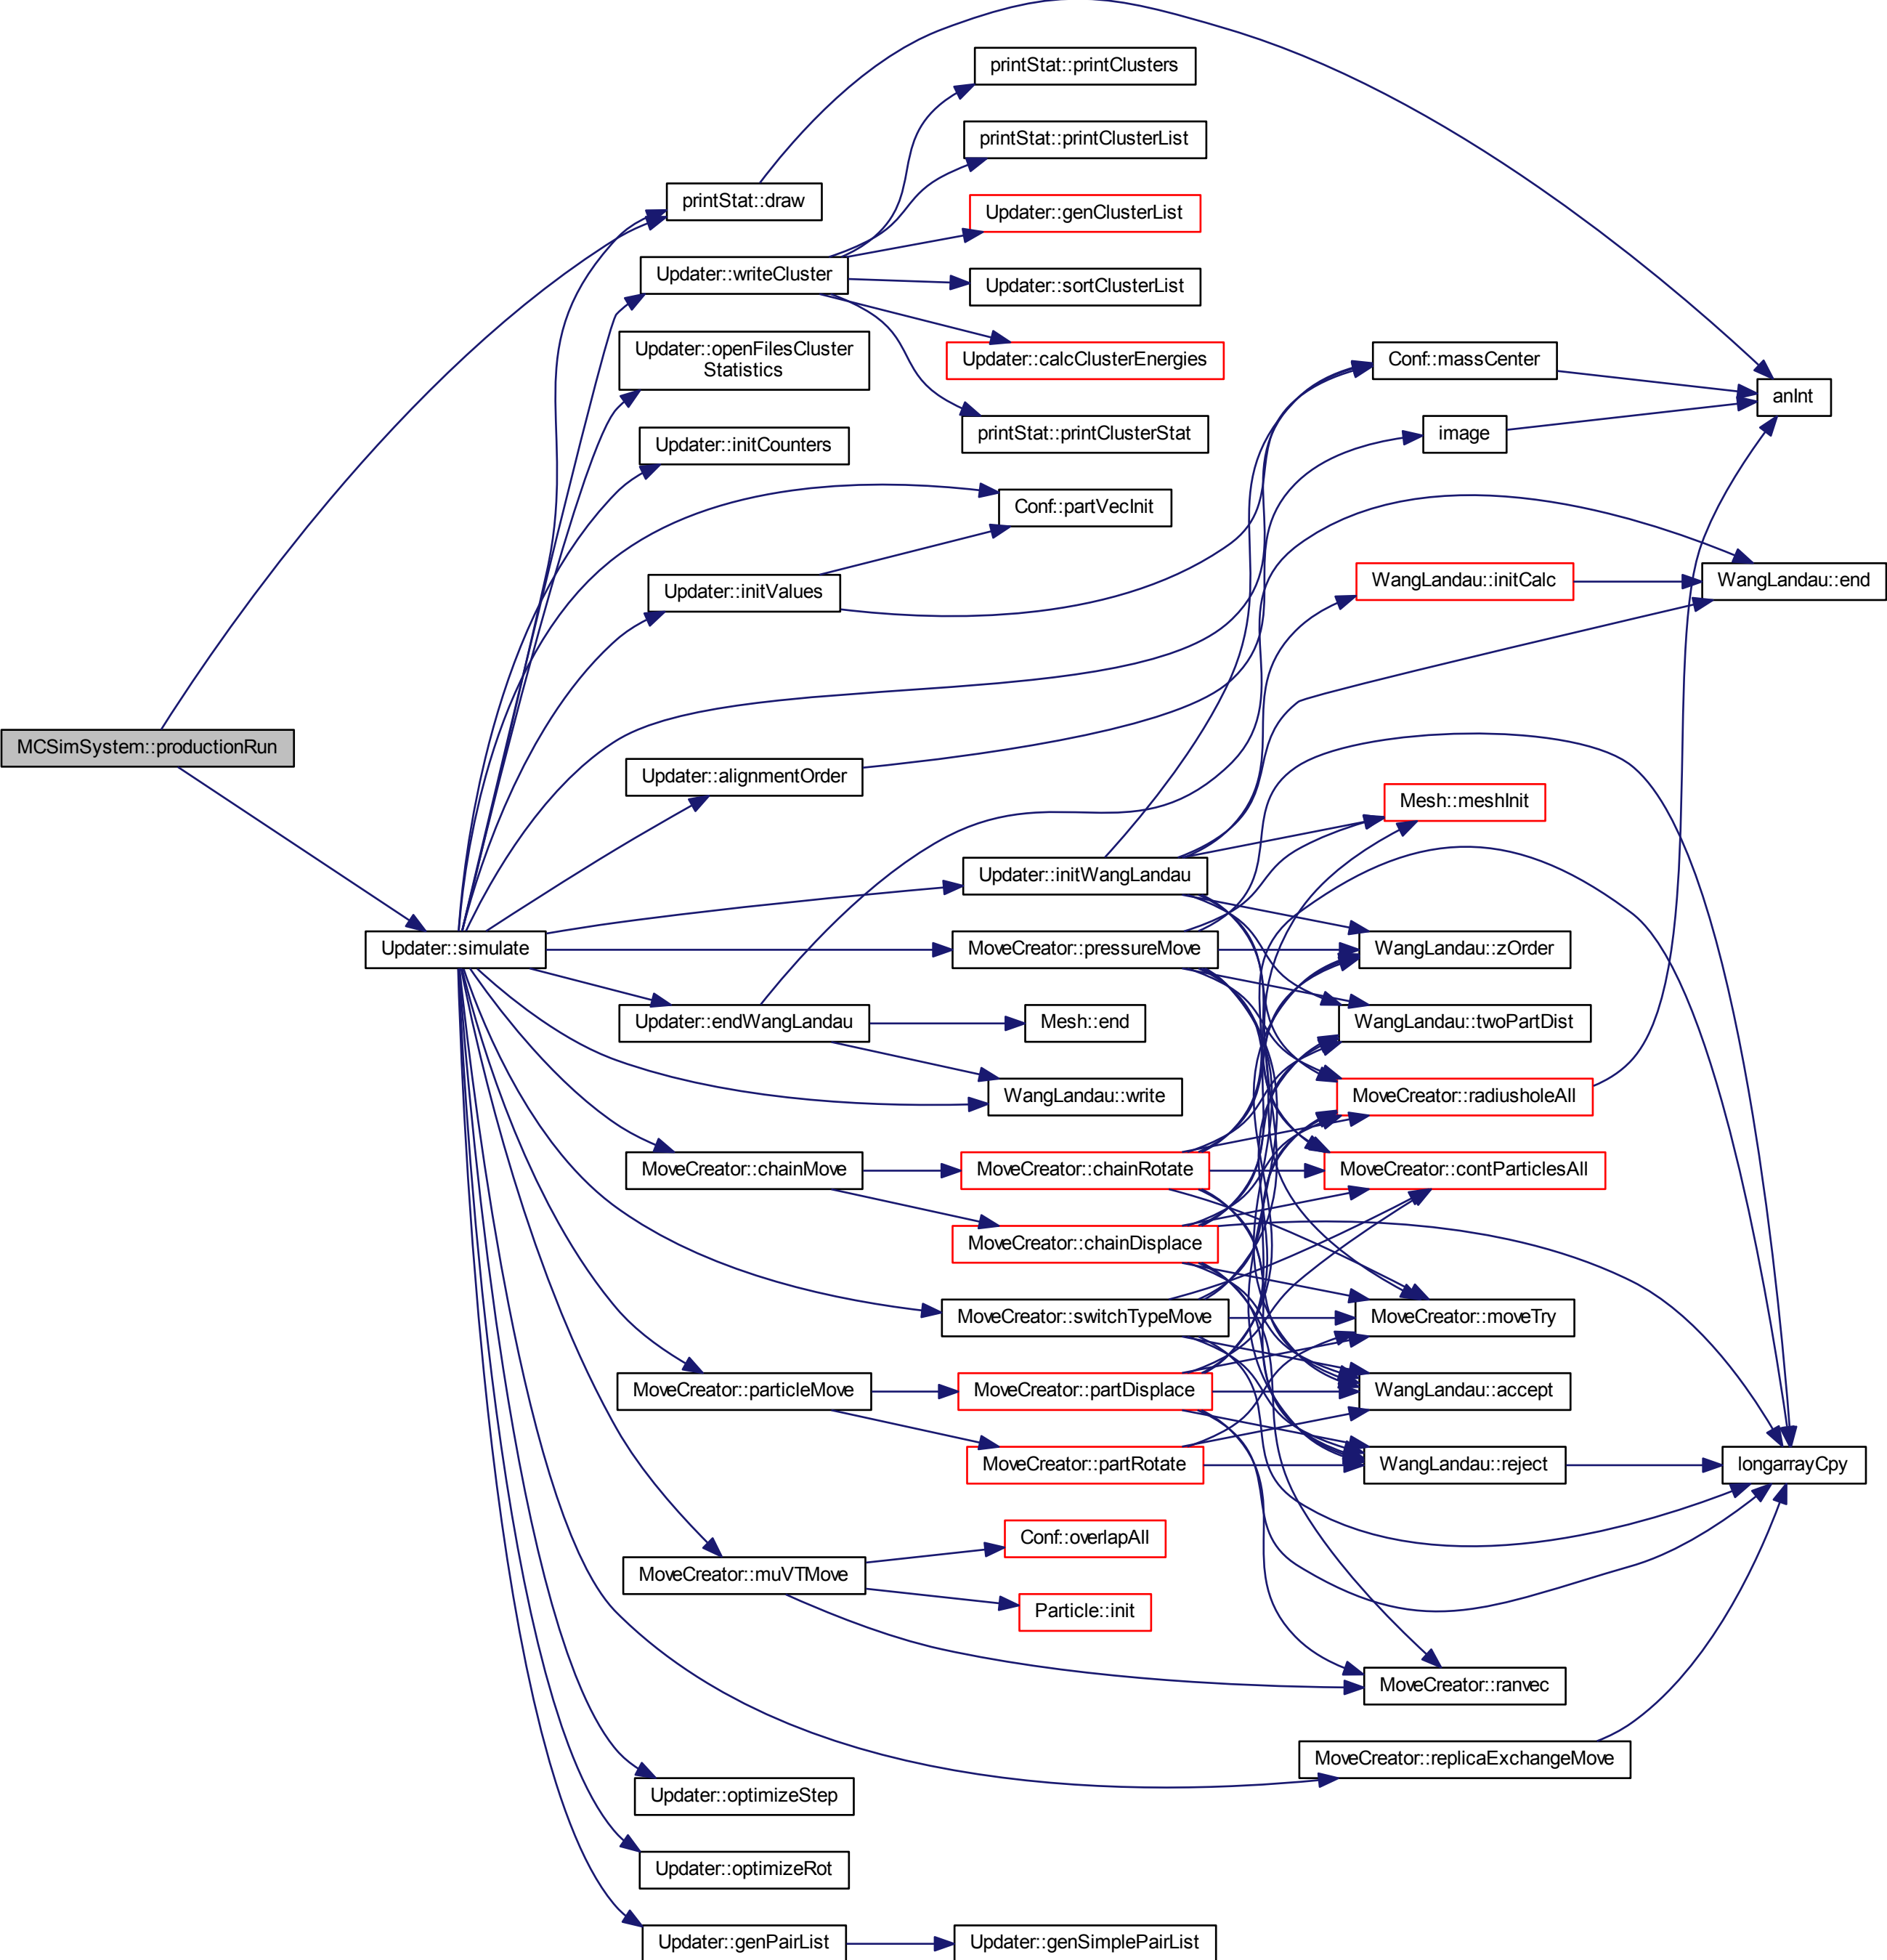 printStat::printClusters
printStat::printClusterList
printStat::draw
Updater::genClusterList
Updater::writeCluster
Updater::sortClusterList
Updater::openFilesCluster
Statistics
Updater::calcClusterEnergies
Conf::massCenter
anInt
printStat::printClusterStat
image
Updater::initCounters
Conf::partVecInit
Updater::initValues
WangLandau::initCalc
WangLandau::end
MCSimSystem::productionRun
Updater::alignmentOrder
Mesh::meshInit
Updater::initWangLandau
Updater::simulate
MoveCreator::pressureMove
WangLandau::zOrder
Updater::endWangLandau
Mesh::end
WangLandau::twoPartDist
WangLandau::write
MoveCreator::radiusholeAll
MoveCreator::chainMove
MoveCreator::chainRotate
MoveCreator::contParticlesAll
MoveCreator::chainDisplace
MoveCreator::switchTypeMove
MoveCreator::moveTry
MoveCreator::particleMove
MoveCreator::partDisplace
WangLandau::accept
MoveCreator::partRotate
WangLandau::reject
longarrayCpy
Conf::overlapAll
MoveCreator::muVTMove
Particle::init
MoveCreator::ranvec
MoveCreator::replicaExchangeMove
Updater::optimizeStep
Updater::optimizeRot
Updater::genPairList
Updater::genSimplePairList